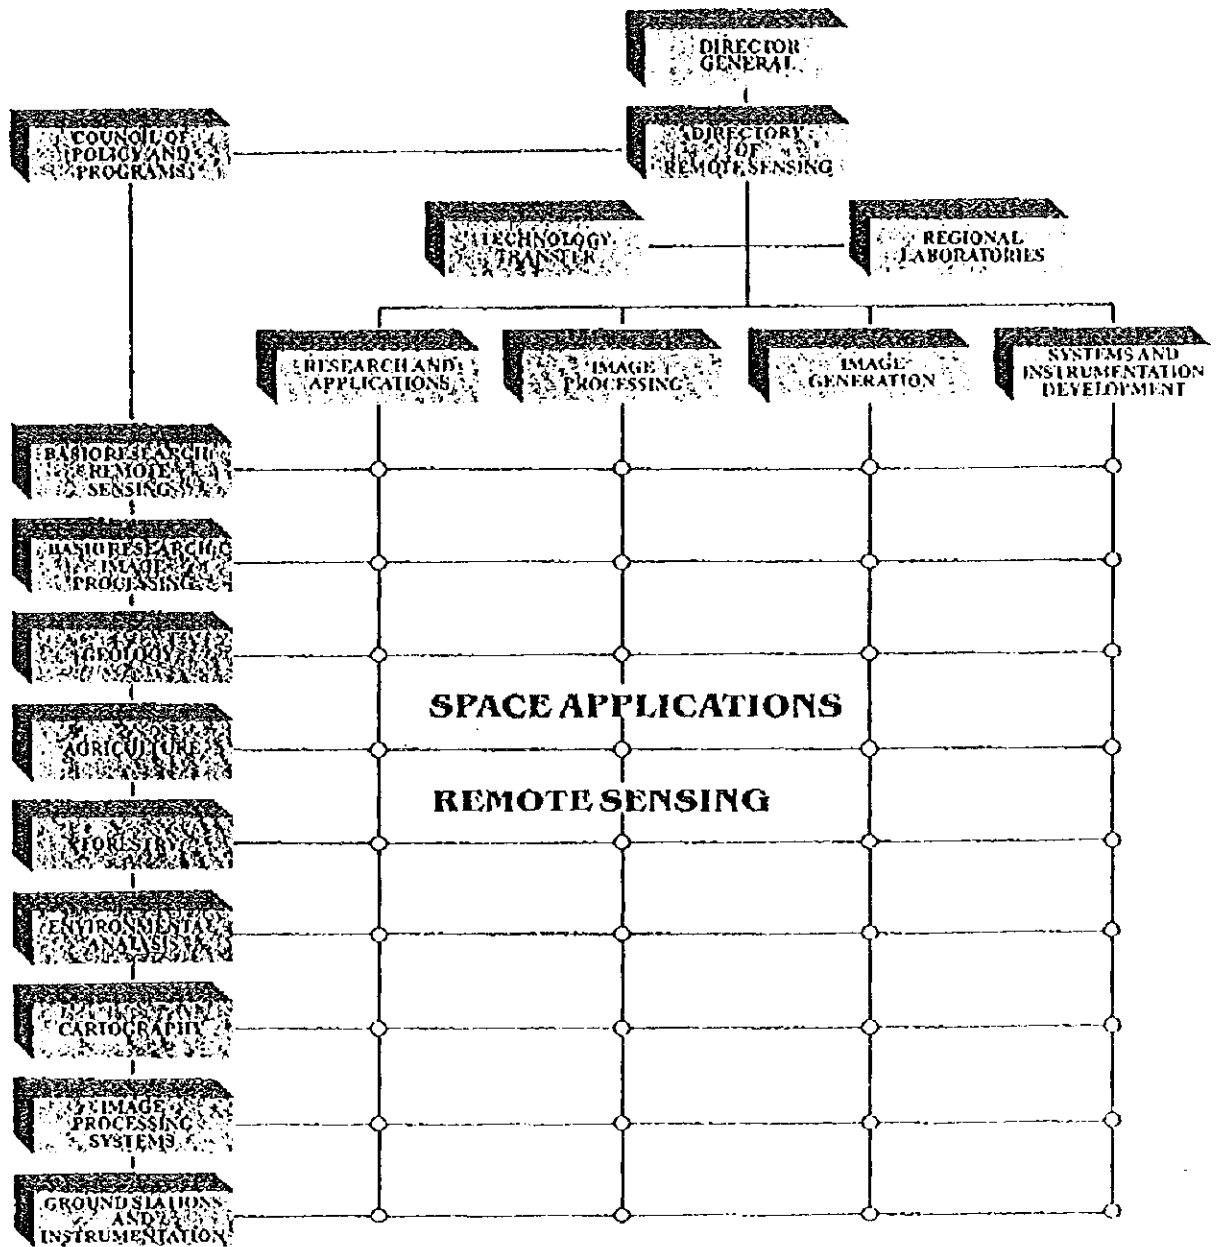 DIRECTOR
GENERAL
COUNCIL OF
POLICY AND
PROGRAMS
DIRECTORY
OF
REMOTE SENSING
TECHNOLOGY
TRANSFER
REGIONAL
LABORATORIES
RESEARCH AND
APPLICATIONS
IMAGE
PROCESSING
IMAGE
GENERATION
SYSTEMS AND
INSTRUMENTATION
DEVELOPMENT
BASIC RESEARCH
REMOTE
SENSING
BASIC RESEARCH
IMAGE
PROCESSING
GEOLOGY
SPACE APPLICATIONS
AGRICULTURE
REMOTE SENSING
FORESTRY
ENVIRONMENTAL
ANALYSIS
CARTOGRAPHY
IMAGE
PROCESSING
SYSTEMS
GROUND STATIONS
AND
INSTRUMENTATION